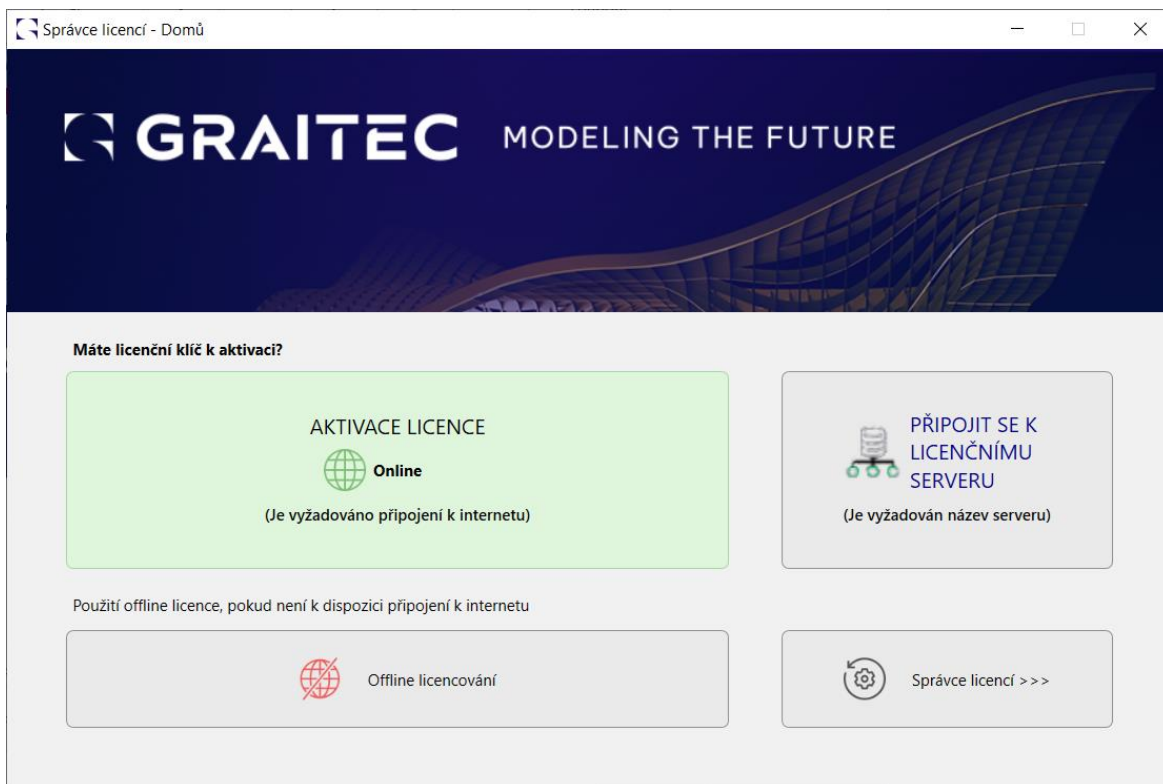 Správce licencí - Domů
GRAITEC MODELING THE FUTURE
Máte licenční klíč k aktivaci?
AKTIVACE LICENCE
Online
(Je vyžadováno připojení k internetu)
PŘIPOJIT SE K
LICENČNÍMU
SERVERU
(Je vyžadován název serveru)
Použití offline licence, pokud není k dispozici připojení k internetu
Offline licencování
Správce licencí >>>